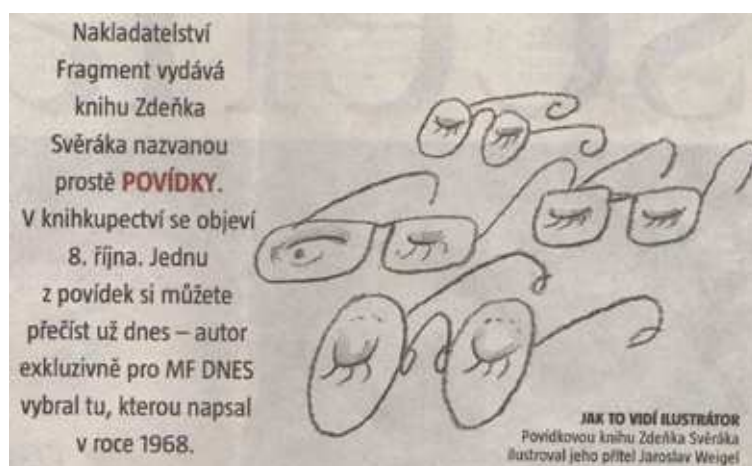 Nakladatelství
Fragment vydává
knihu Zdeňka
Svěráka nazvanou
prostě POVÍDKY.
V knihkupectví se objeví
8. října. Jednu
z povídek si můžete
přečíst už dnes – autor
exkluzivně pro MF DNES
vybral tu, kterou napsal
v roce 1968.
JAK TO VIDÍ ILUSTRÁTOR
Povídkovou knihu Zdeňka Svěráka
ilustroval jeho přítel Jaroslav Weigel